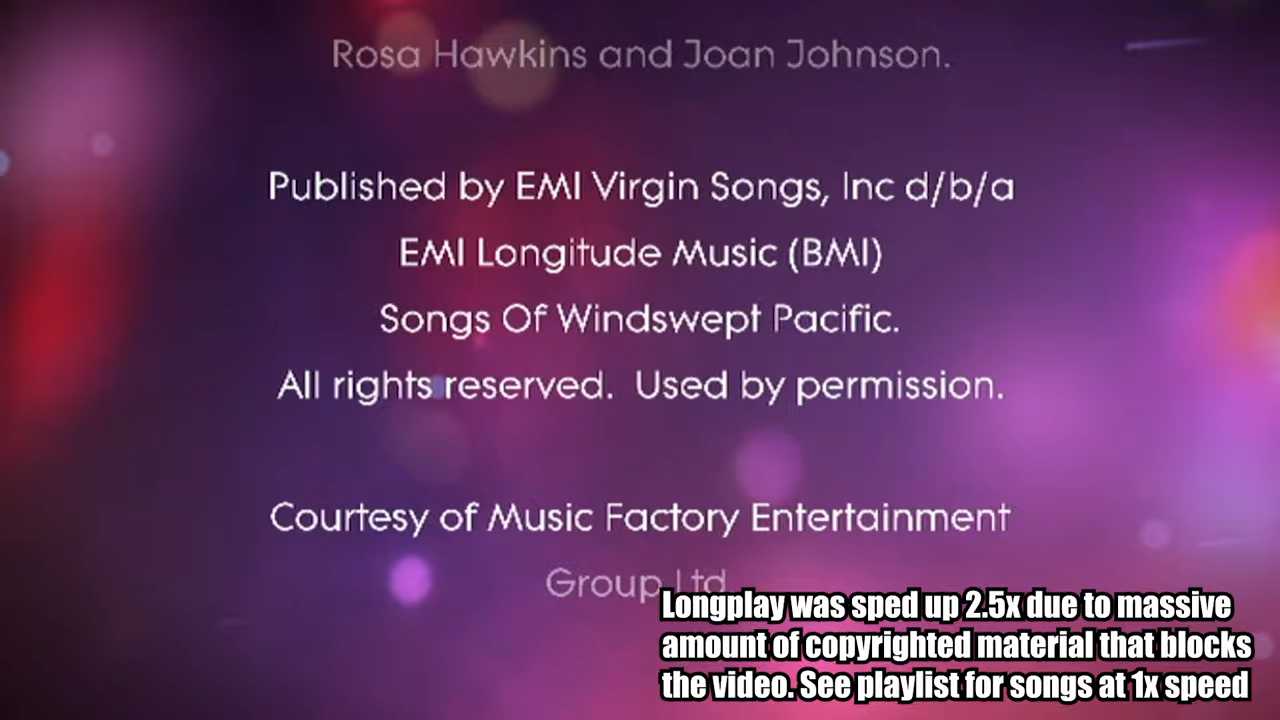 Rosa Hawkins and Joan Johnson.
Published by EMI Virgin Songs, Inc d/b/a
EMI Longitude Music (BMI)
Songs Of Windswept Pacific.
All rights reserved. Used by permission.
Courtesy of Music Factory Entertainment
Group Ltd.
Longplay was sped up 2.5x due to massive
amount of copyrighted material that blocks
the video. See playlist for songs at 1x speed